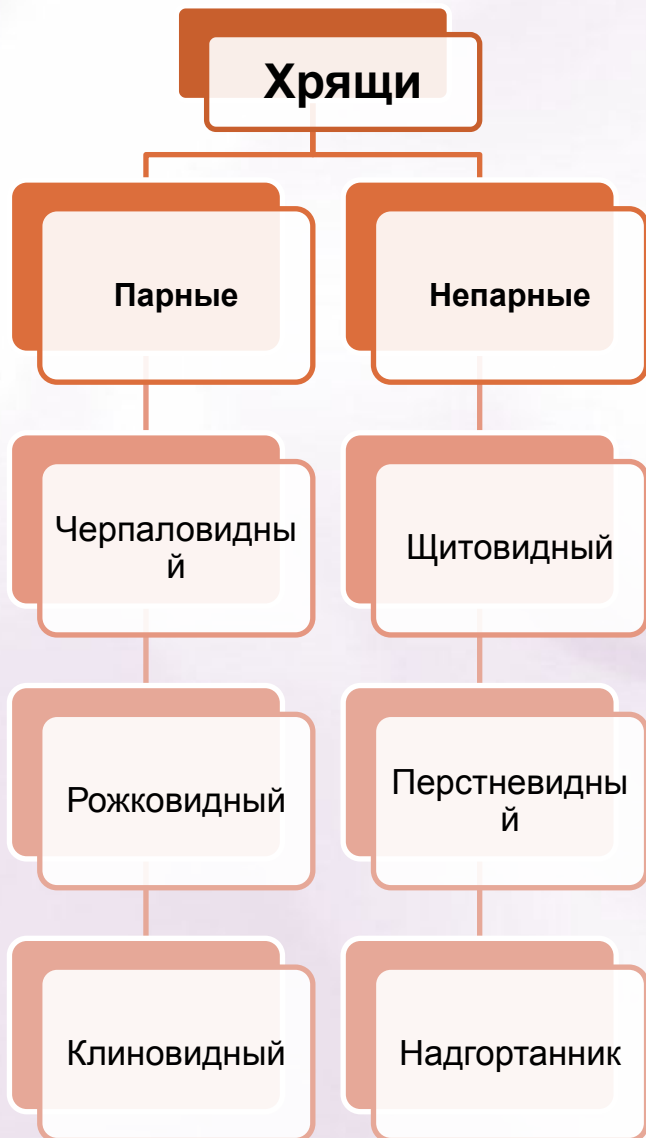 Хрящи
Парные
Непарные
Черпаловидны
й
Щитовидный
Рожковидный
Перстневидны
й
Клиновидный
Надгортанник